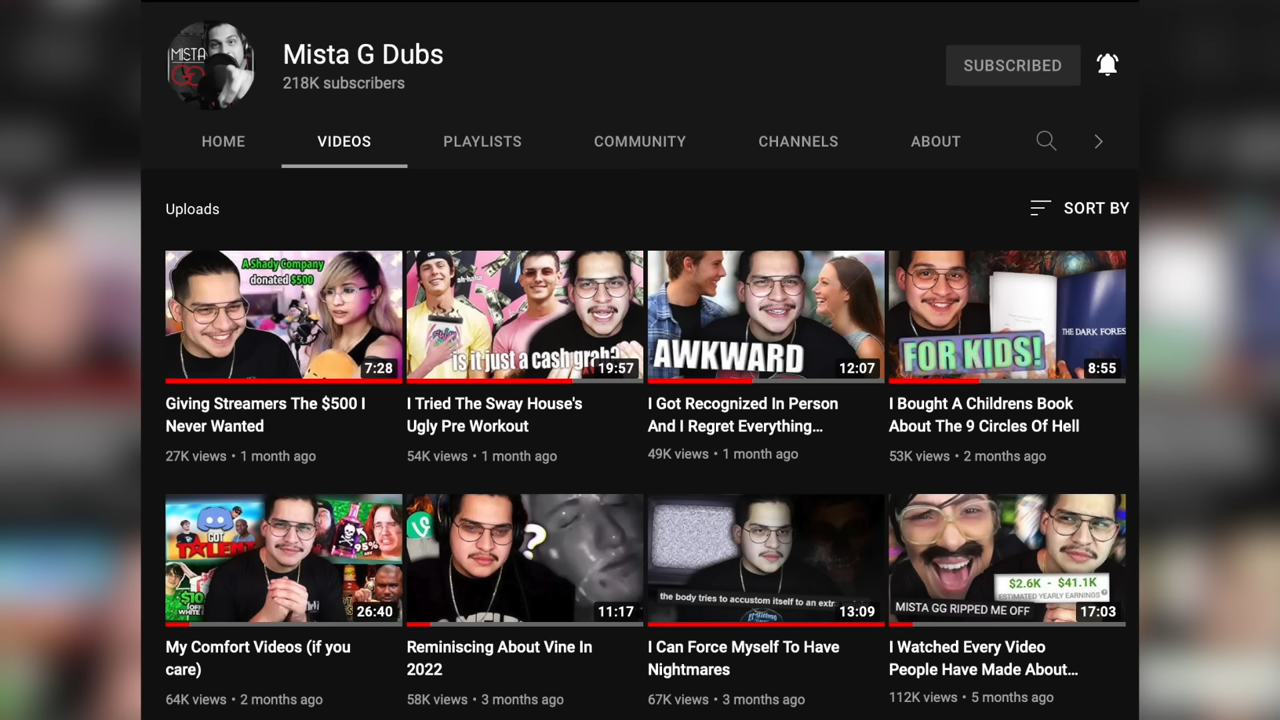 MISTA
GG
Mista G Dubs
218K subscribers
SUBSCRIBED
HOME
VIDEOS
PLAYLISTS
COMMUNITY
CHANNELS
ABOUT
Uploads
SORT BY
A Shady Company
donated $500
7:28
is it just a cash grab?
19:57
AWKWARD
12:07
THE DARK FORES
FOR KIDS!
8:55
Giving Streamers The $500 I
Never Wanted
27K views • 1 month ago
I Tried The Sway House's
Ugly Pre Workout
54K views • 1 month ago
I Got Recognized In Person
And I Regret Everything…
49K views • 1 month ago
I Bought A Childrens Book
About The 9 Circles Of Hell
53K views • 2 months ago
GOT
TALENT
95%
26:40
?
11:17
the body tries to accustom itself to an extr
13:09
$2.6K - $41.1K
ESTIMATED YEARLY EARNINGS
MISTA GG RIPPED ME OFF
17:03
My Comfort Videos (if you
care)
64K views • 2 months ago
Reminiscing About Vine In
2022
58K views • 3 months ago
I Can Force Myself To Have
Nightmares
67K views • 3 months ago
I Watched Every Video
People Have Made About…
112K views • 5 months ago